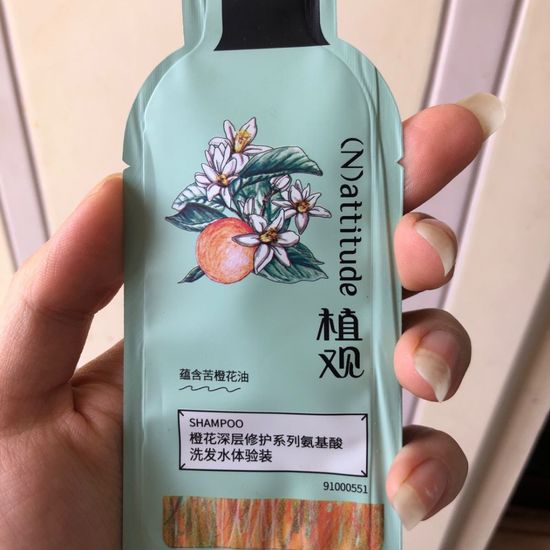 (N)attitude
植观
蕴含苦橙花油
SHAMPOO
橙花深层修护系列氨基酸
洗发水体验装
91000551